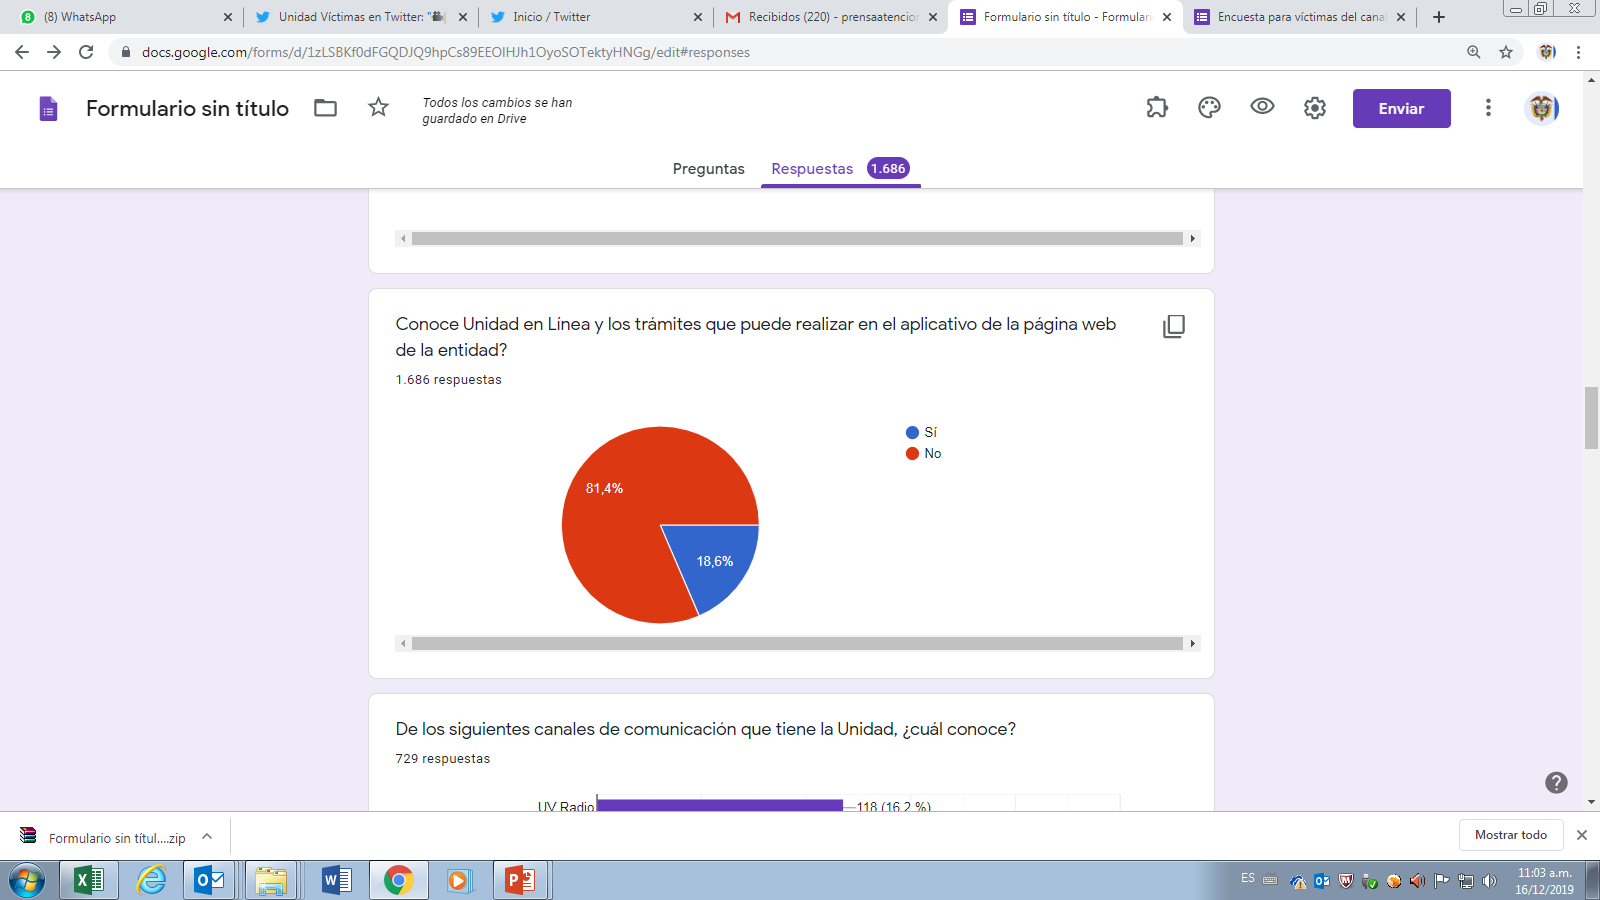 (8) WhatsApp
Unidad Víctimas en Twitter: "
Inicio / Twitter
Recibidos (220) - prensaatencion
Formulario sin título - Formulari
Encuesta para víctimas del canal
docs.google.com/forms/d/1zLSBKf0dFGQDJQ9hpCs89EEOlHJh1OyoSOTektyHNGg/edit#responses
Formulario sin título
Todos los cambios se han
guardado en Drive
Enviar
Preguntas
Respuestas
1.686
Conoce Unidad en Línea y los trámites que puede realizar en el aplicativo de la página web
de la entidad?
1.686 respuestas
Sí
No
81,4%
18,6%
De los siguientes canales de comunicación que tiene la Unidad, ¿cuál conoce?
729 respuestas
UV Radio
118 (16,2 %)
Formulario sin títul....zip
Mostrar todo
ES
11:03 a.m.
16/12/2019